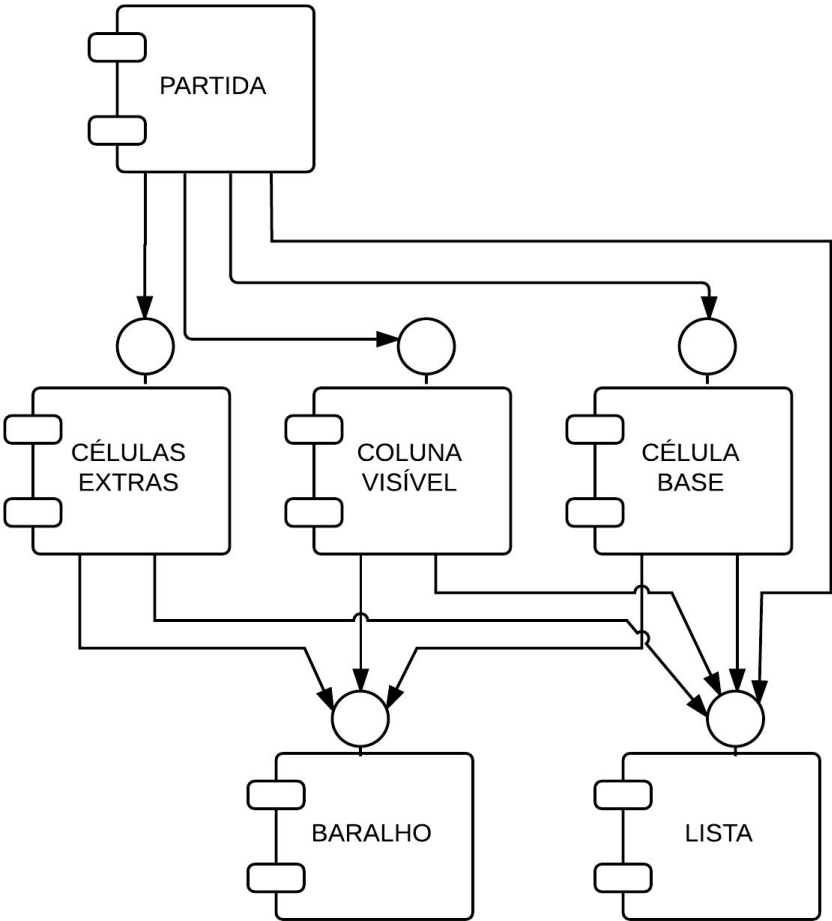 PARTIDA
CÉLULAS
EXTRAS
COLUNA
VISÍVEL
CÉLULA
BASE
BARALHO
LISTA